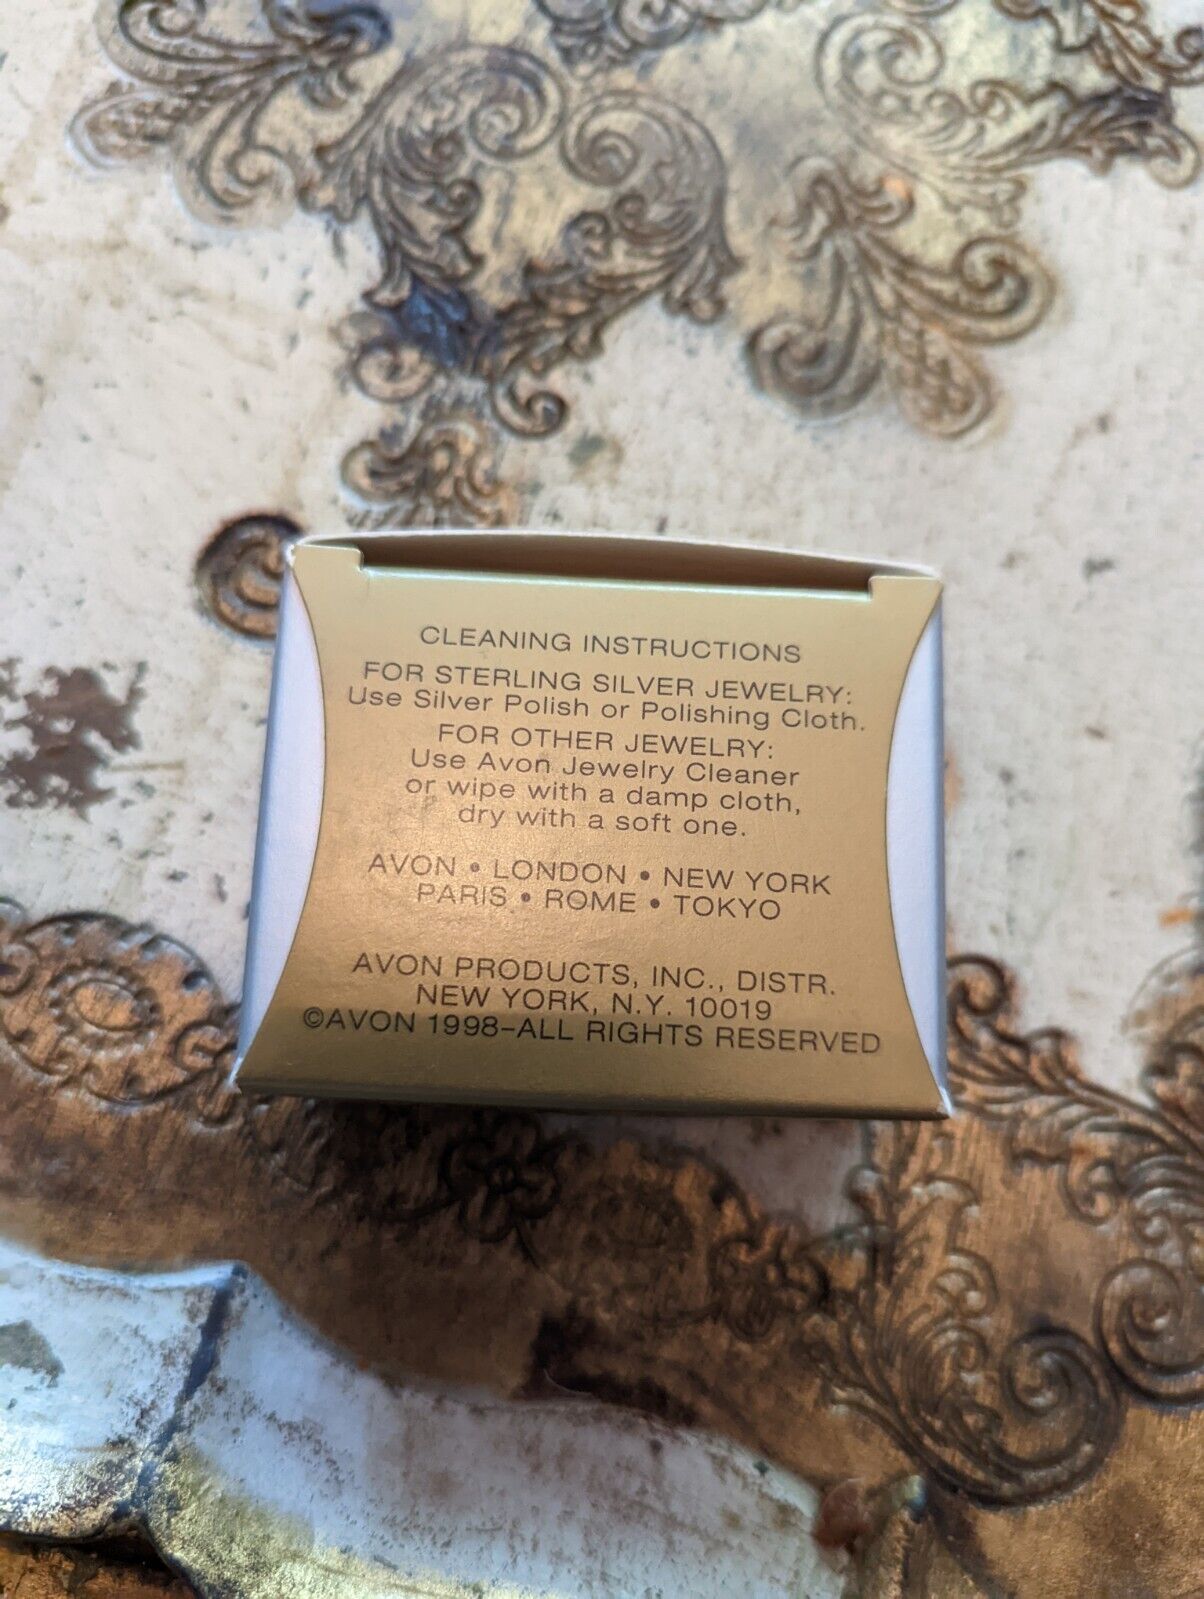 CLEANING INSTRUCTIONS
FOR STERLING SILVER JEWELRY:
Use Silver Polish or Polishing Cloth.
FOR OTHER JEWELRY:
Use Avon Jewelry Cleaner
or wipe with a damp cloth,
dry with a soft one.
AVON • LONDON • NEW YORK
PARIS • ROME • TOKYO
AVON PRODUCTS, INC., DISTR.
NEW YORK, N.Y. 10019
©AVON 1998–ALL RIGHTS RESERVED